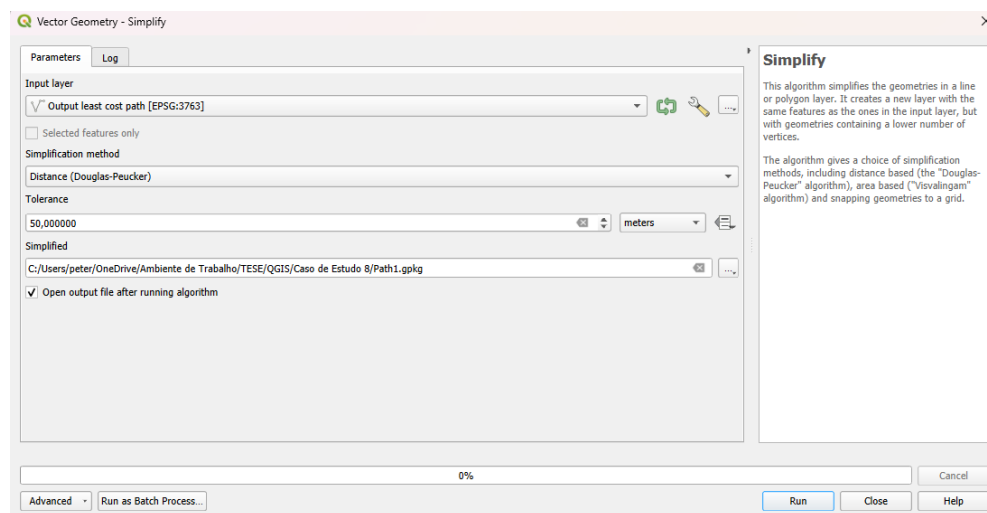 Vector Geometry - Simplify
Parameters
Log
Input layer
Output least cost path [EPSG:3763]
Selected features only
Simplification method
Distance (Douglas-Peucker)
Tolerance
50,000000
meters
Simplified
C:/Users/peter/OneDrive/Ambiente de Trabalho/TESE/QGIS/Caso de Estudo 8/Path1.gpkg
Open output file after running algorithm
Simplify
This algorithm simplifies the geometries in a line
or polygon layer. It creates a new layer with the
same features as the ones in the input layer, but
with geometries containing a lower number of
vertices.
The algorithm gives a choice of simplification
methods, including distance based (the "Douglas-
Peucker" algorithm), area based ("Visvalingam"
algorithm) and snapping geometries to a grid.
0%
Cancel
Advanced
Run as Batch Process...
Run
Close
Help